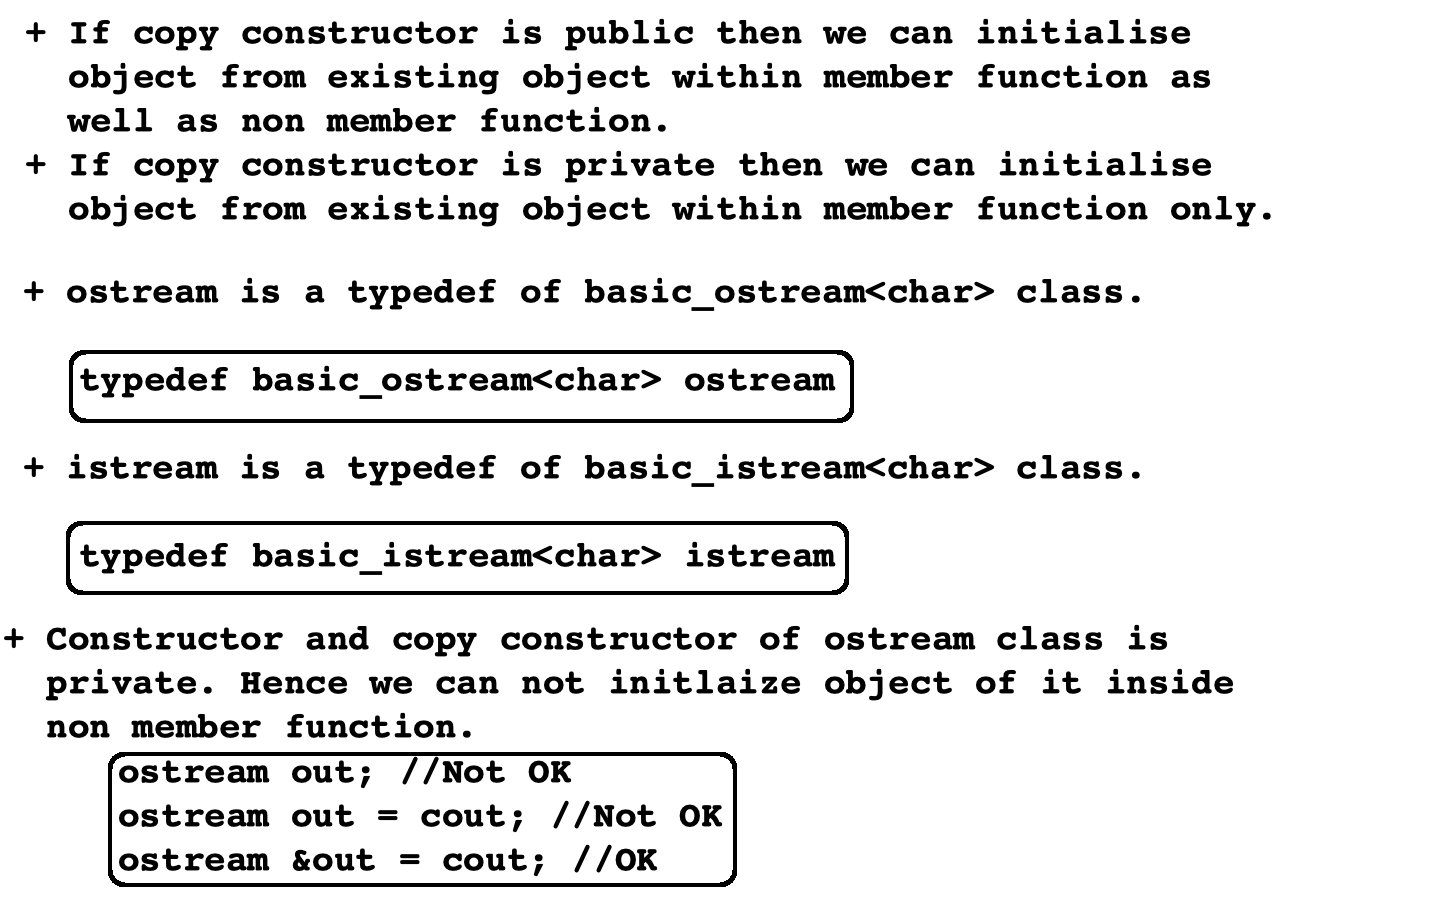 + If copy constructor is public then we can initialise
object from existing object within member function as
well as non member function.
+ If copy constructor is private then we can initialise
object from existing object within member function only.
+ ostream is a typedef of basic_ostream<char> class.
typedef basic_ostream<char> ostream
+ istream is a typedef of basic_istream<char> class.
typedef basic_istream<char> istream
+ Constructor and copy constructor of ostream class is
private. Hence we can not initlaize object of it inside
non member function.
ostream out; //Not OK
ostream out = cout; //Not OK
ostream &out = cout; //OK